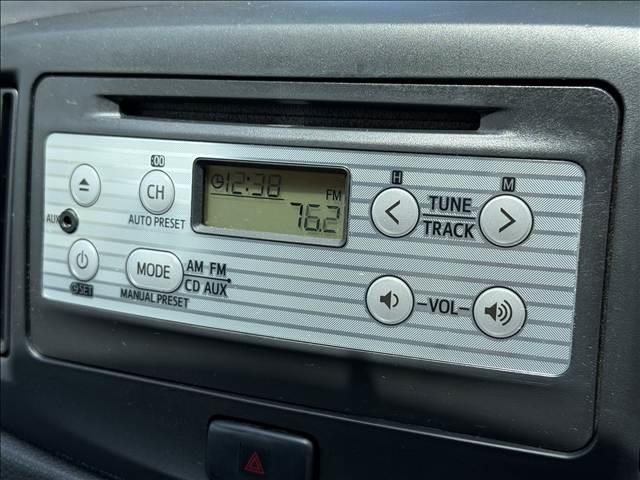 :00
H
M
CH
AUTO PRESET
12:38
FM
76.2
TUNE
TRACK
AUX
MODE
AM FM
CD AUX
MANUAL PRESET
SET
-VOL-